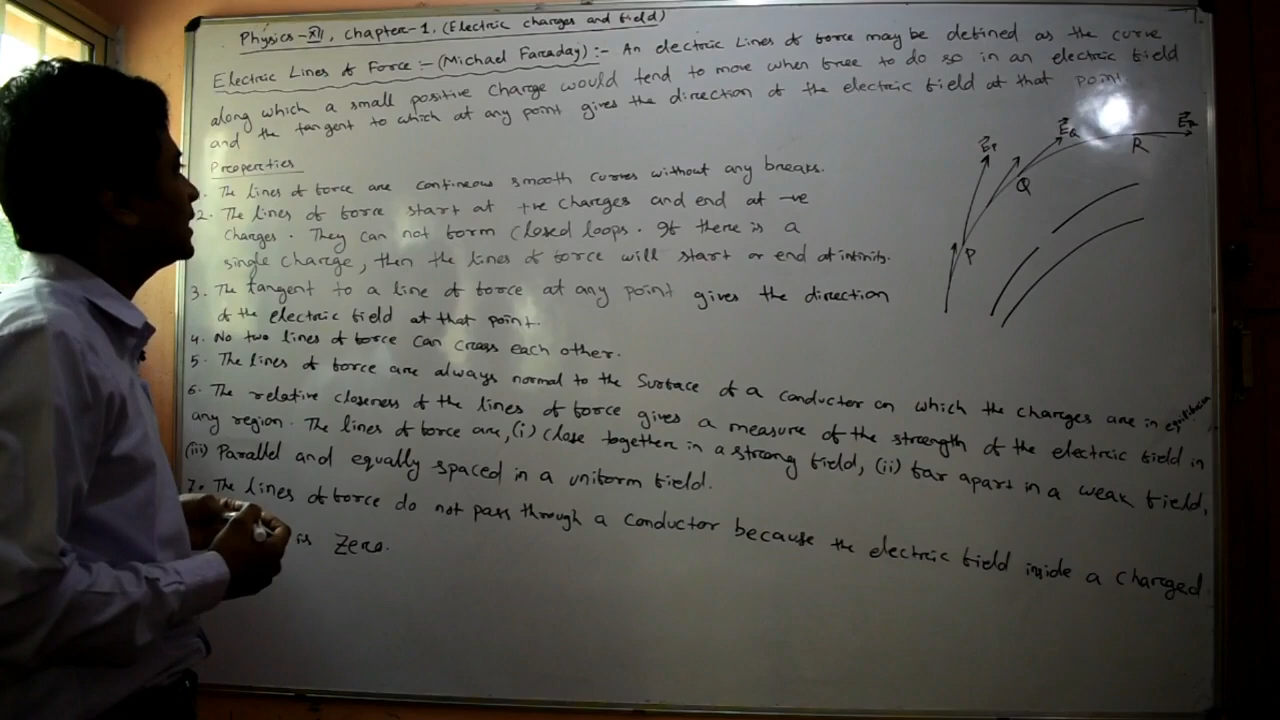 Physics-XII, Chapter-1. (Electric charges and field)
Electric Lines of Force :- (Michael Faraday) :- An electric Lines of force may be defined as the curve
along which a small positive charge would tend to move when free to do so in an electric field
and the tangent to which at any point gives the direction of the electric field at that point.
Preoperties
The lines of force are contineous smooth curves without any breaks.
2. The lines of force start at +ve charges and end at -ve
charges. They can not form closed loops. If there is a
single charge, then the lines of force will start or end at infinity.
3. The tangent to a line of force at any point gives the direction
of the electric field at that point.
4. No two lines of force can cross each other.
5. The lines of force are always normal to the surface of a conductor on which the charges are in
6. The relative closeness of the lines of force gives a measure of the strength of the electric field in
any region. The lines of force are, (i) close together in a strong field, (ii) far apart in a weak field,
(iii) Parallel and equally spaced in a uniform field.
7. The lines of force do not pass through a conductor because the electric field inside a charged
is zero.
E⃗P
E⃗Q
R
Q
P